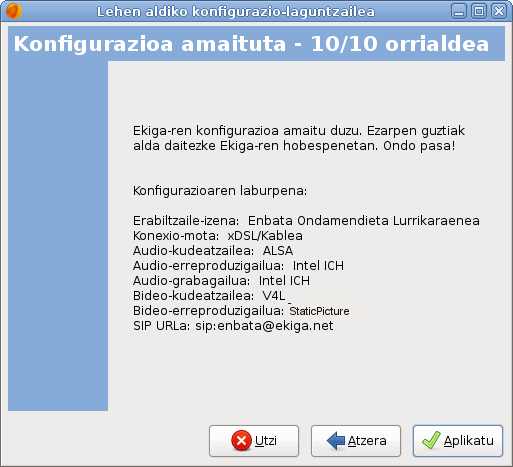 Lehen aldiko konfigurazio-laguntzailea
Konfigurazioa amaituta - 10/10 orrialdea
Ekiga-ren konfigurazioa amaitu duzu. Ezarpen guztiak
alda daitezke Ekiga-ren hobespenetan. Ondo pasa!
Konfigurazioaren laburpena:
Erabiltzaile-izena: Enbata Ondamendieta Lurrikaraenea
Konexio-mota: xDSL/Kablea
Audio-kudeatzailea: ALSA
Audio-erreproduzigailua: Intel ICH
Audio-grabagailua: Intel ICH
Bideo-kudeatzailea: V4L
Bideo-erreproduzigailua: StaticPicture
SIP URLa: sip:enbata@ekiga.net
Utzi
Atzera
Aplikatu